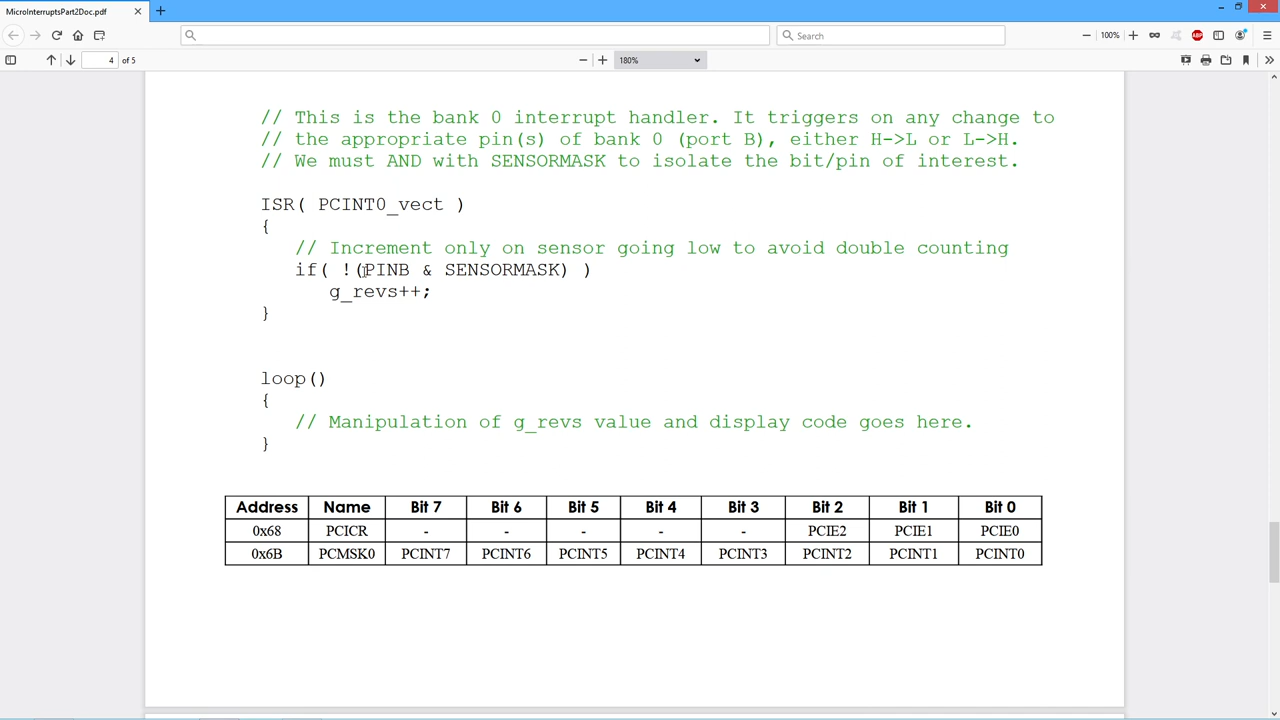 MicroInterruptsPart2Doc.pdf
Search
100%
ABP
4 of 5
180%
// This is the bank 0 interrupt handler. It triggers on any change to
// the appropriate pin(s) of bank 0 (port B), either H->L or L->H.
// We must AND with SENSORMASK to isolate the bit/pin of interest.
ISR( PCINT0_vect )
{
// Increment only on sensor going low to avoid double counting
if( !(PINB & SENSORMASK) )
g_revs++;
}
loop()
{
// Manipulation of g_revs value and display code goes here.
}
Address Name Bit 7 Bit 6 Bit 5 Bit 4 Bit 3 Bit 2 Bit 1 Bit 0
0x68 PCICR - - - - - PCIE2 PCIE1 PCIE0
0x6B PCMSK0 PCINT7 PCINT6 PCINT5 PCINT4 PCINT3 PCINT2 PCINT1 PCINT0